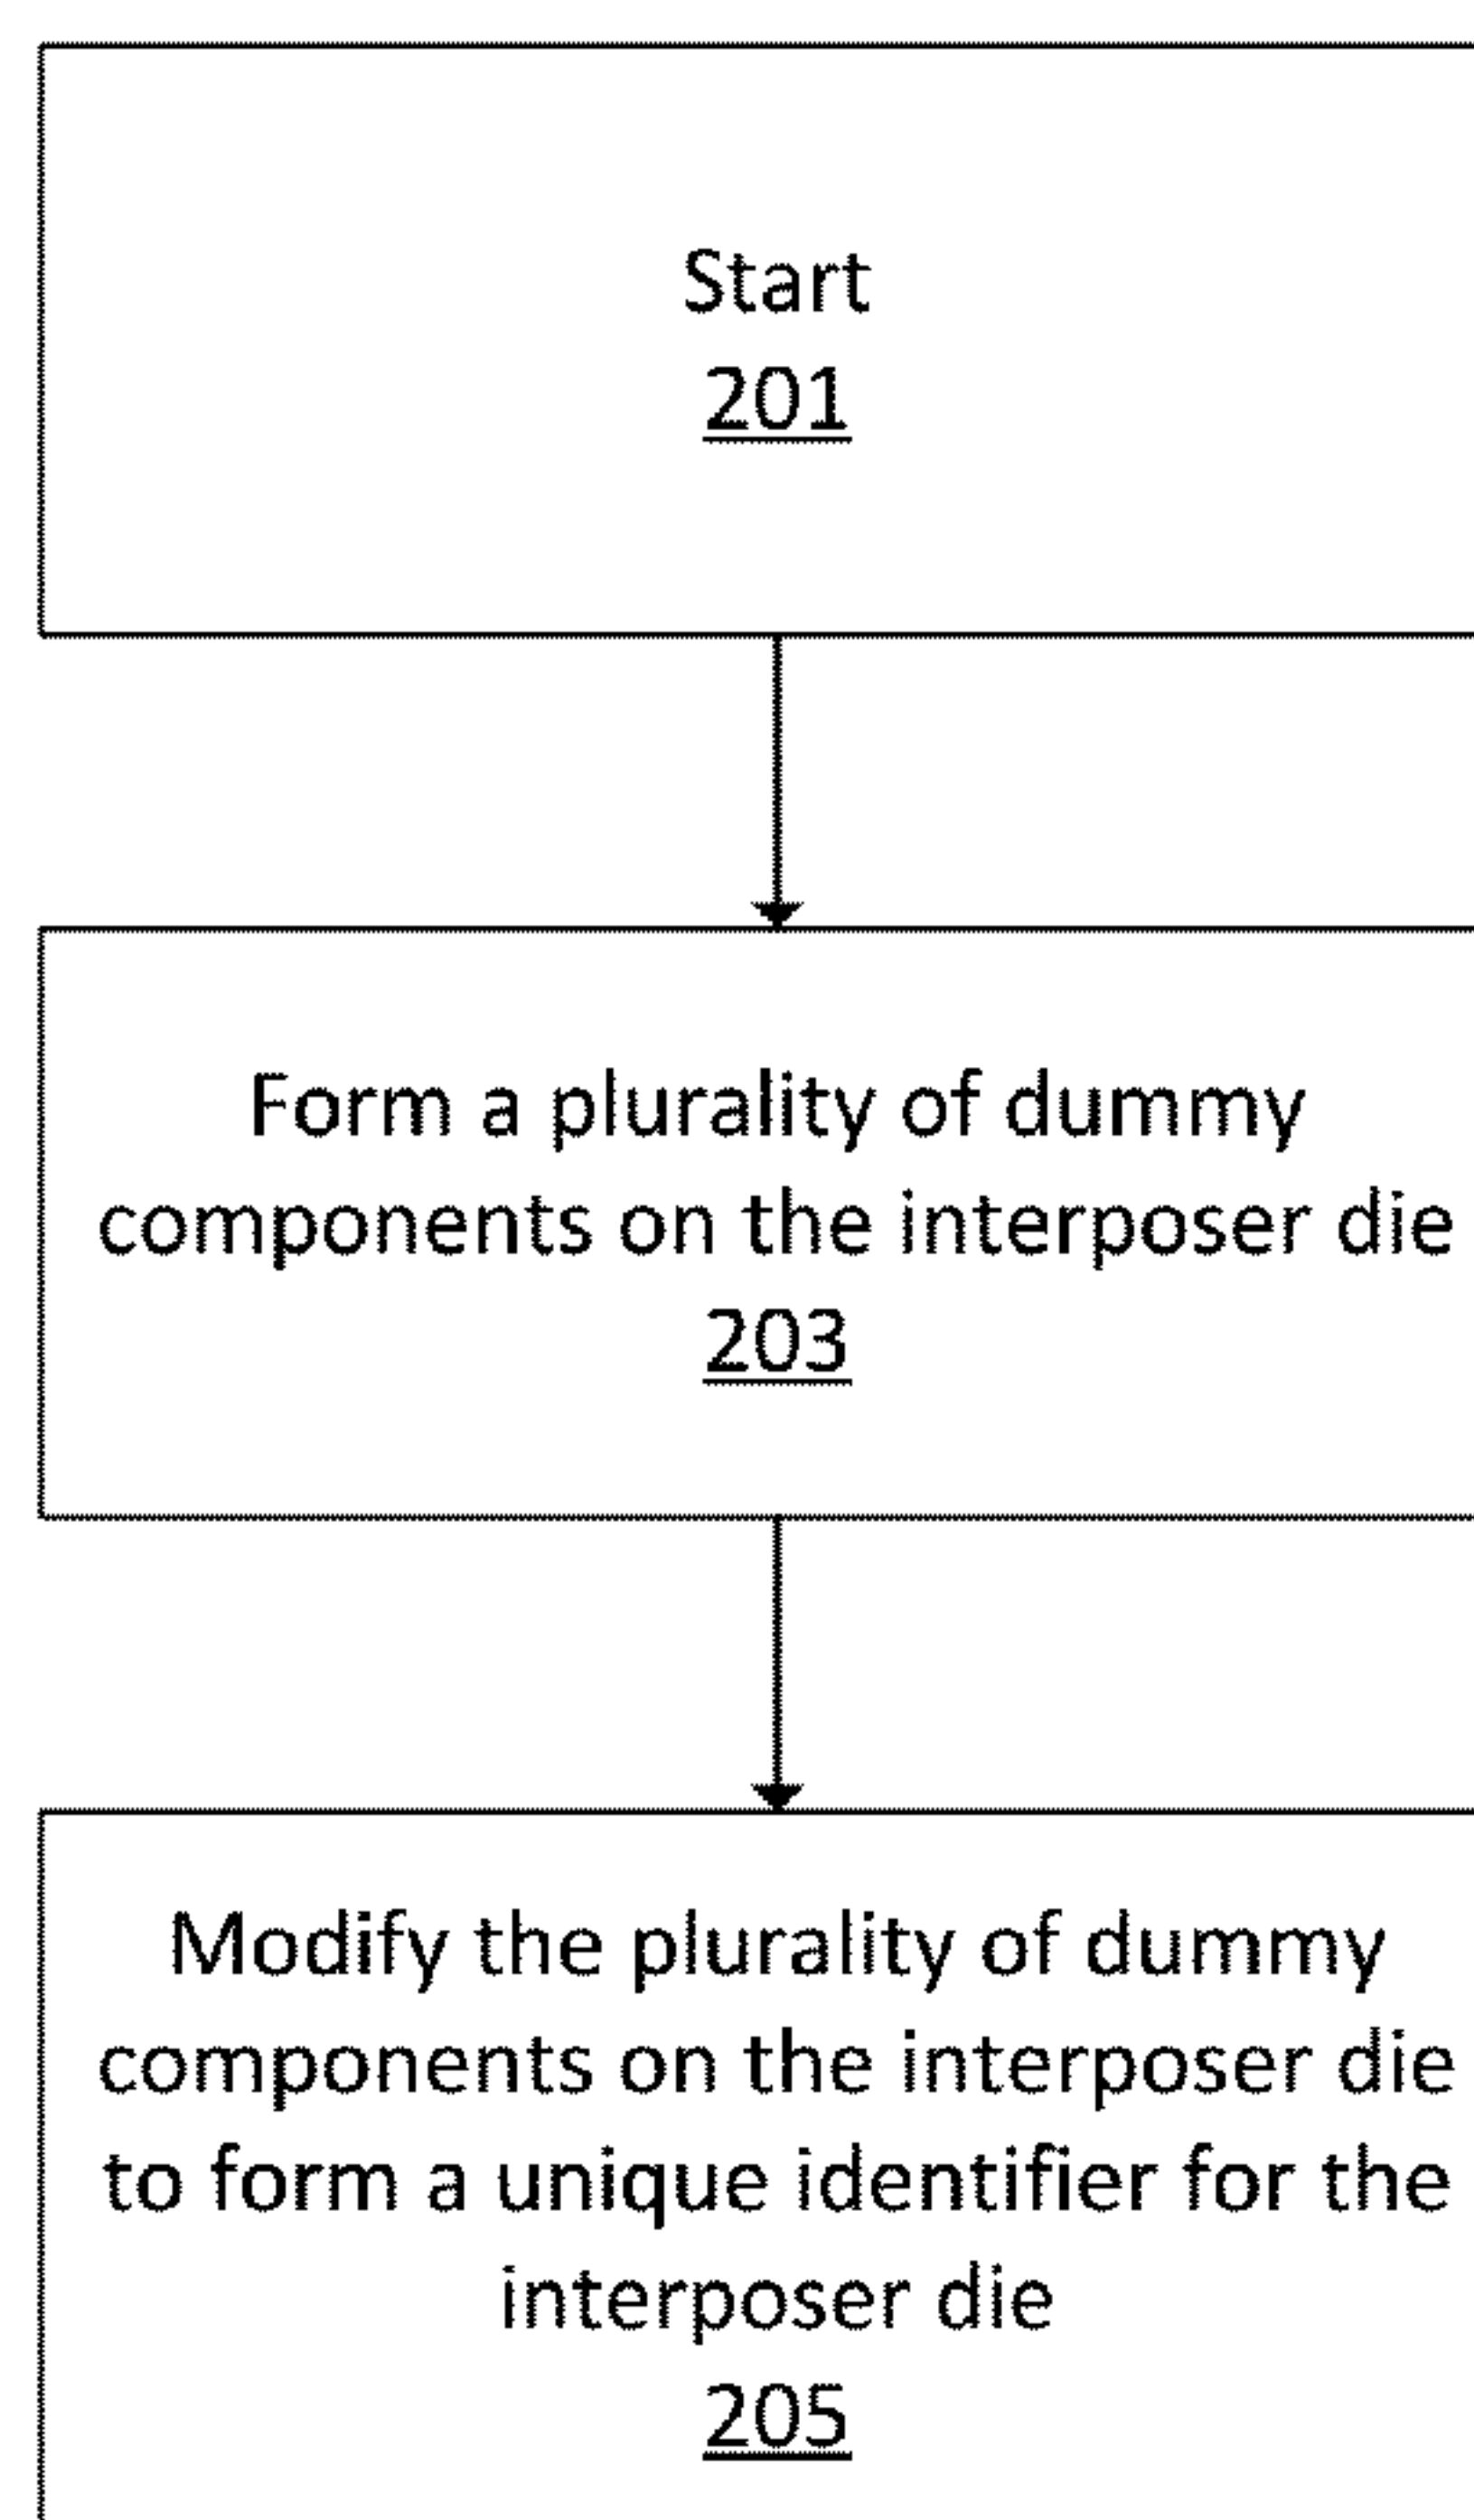 Start
201
Form a plurality of dummy
components on the interposer die
203
Modify the plurality of dummy
components on the interposer die
to form a unique identifier for the
interposer die
205